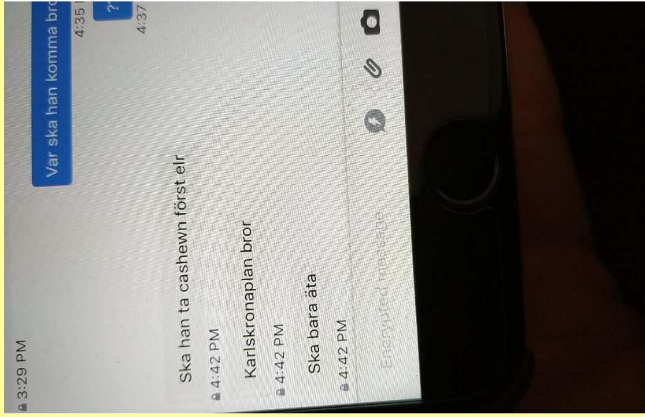 3:29 PM
Var ska han komma bro
4:35
?
4:37
Ska han ta cashewn först elr
4:42 PM
Karlskronaplan bror
4:42 PM
Ska bara äta
4:42 PM
Encrypted message